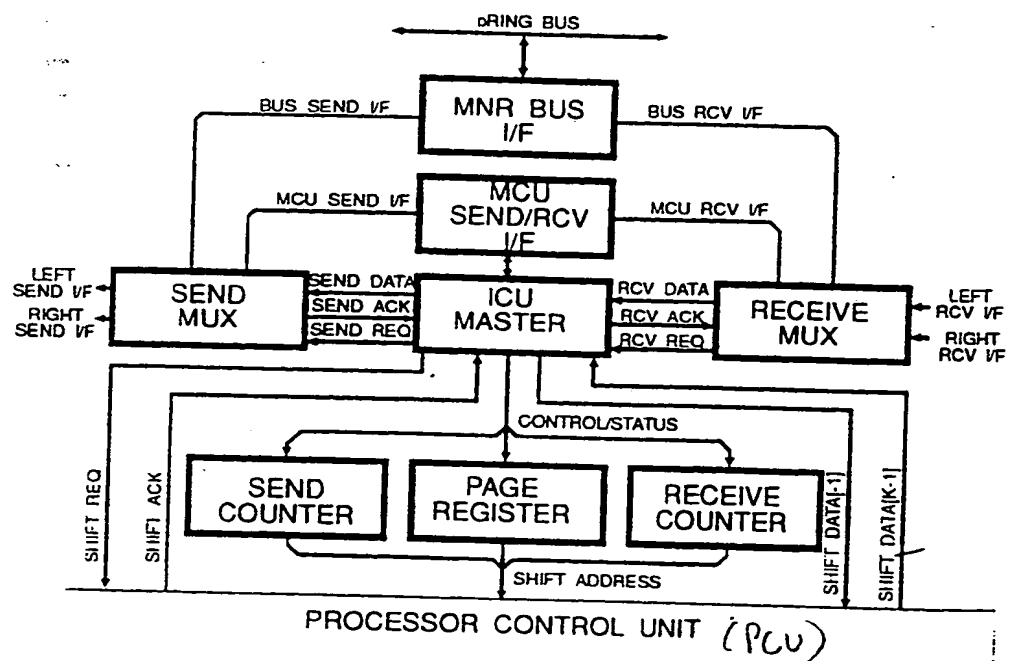 pRING BUS
BUS SEND I/F
MNR BUS
I/F
BUS RCV I/F
MCU SEND I/F
MCU
SEND/RCV
I/F
MCU RCV I/F
LEFT
SEND I/F
RIGHT
SEND I/F
SEND
MUX
SEND DATA
SEND ACK
SEND REQ
ICU
MASTER
RCV DATA
RCV ACK
RCV REQ
RECEIVE
MUX
LEFT
RCV I/F
RIGHT
RCV I/F
CONTROL/STATUS
SHIFT REQ
SHIFT ACK
SEND
COUNTER
PAGE
REGISTER
RECEIVE
COUNTER
SHIFT DATA[-1]
SHIFT DATA[K-1]
SHIFT ADDRESS
PROCESSOR CONTROL UNIT (PCU)